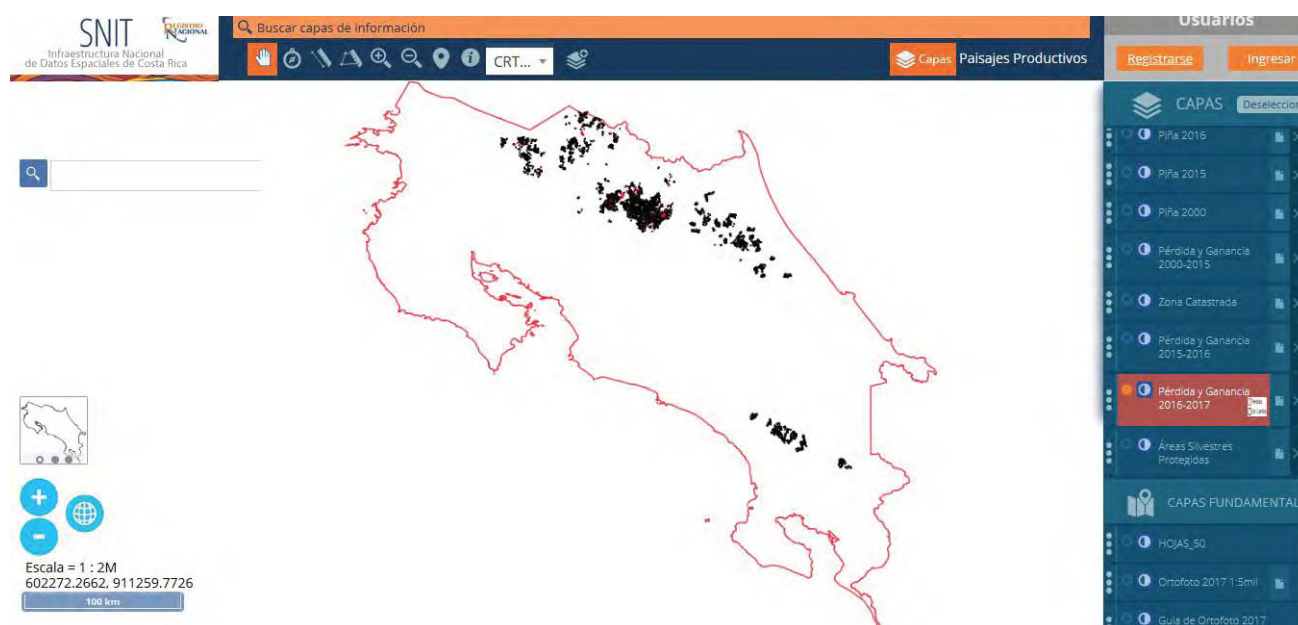 SNIT
REGISTRO
NACIONAL
Infraestructura Nacional
de Datos Espaciales de Costa Rica
Buscar capas de información
CRT...
Capas
Paisajes Productivos
Usuarios
Registrarse
Ingresar
CAPAS
Deseleccion
Piña 2016
Piña 2015
Piña 2000
Pérdida y Ganancia
2000-2015
Zona Catastrada
Pérdida y Ganancia
2015-2016
Pérdida y Ganancia
2016-2017
Áreas Silvestres
Protegidas
CAPAS FUNDAMENTAL
HOJAS_50
Ortofoto 2017 1:5mil
Guia de Ortofoto 2017
Escala = 1 : 2M
602272.2662, 911259.7726
100 km